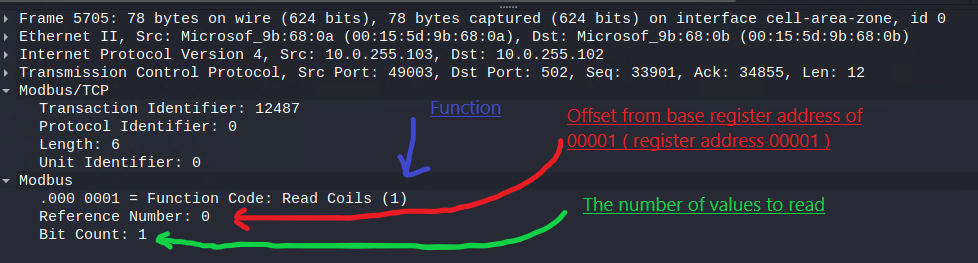 Frame 5705: 78 bytes on wire (624 bits), 78 bytes captured (624 bits) on interface cell-area-zone, id 0
Ethernet II, Src: Microsof_9b:68:0a (00:15:5d:9b:68:0a), Dst: Microsof_9b:68:0b (00:15:5d:9b:68:0b)
Internet Protocol Version 4, Src: 10.0.255.103, Dst: 10.0.255.102
Transmission Control Protocol, Src Port: 49003, Dst Port: 502, Seq: 33901, Ack: 34855, Len: 12
Modbus/TCP
Transaction Identifier: 12487
Protocol Identifier: 0
Length: 6
Unit Identifier: 0
Function
Offset from base register address of
00001 ( register address 00001 )
Modbus
.000 0001 = Function Code: Read Coils (1)
Reference Number: 0
Bit Count: 1
The number of values to read